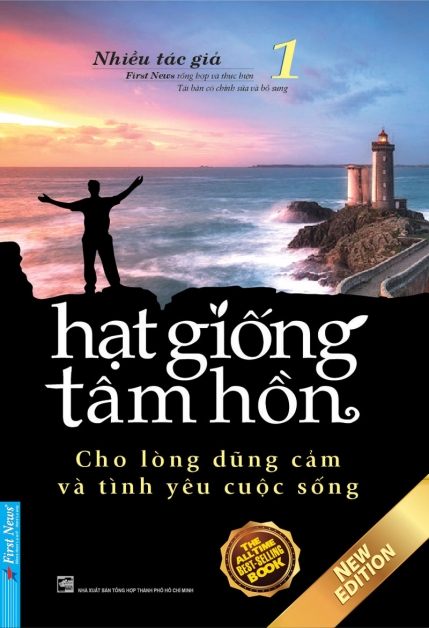 Nhiều tác giả
1
First News tổng hợp và thực hiện
Tái bản có chỉnh sửa và bổ sung
hạt giống
tâm hồn
Cho lòng dũng cảm
và tình yêu cuộc sống
THE ALL TIME
BEST-SELLING
BOOK
NEW
EDITION
First News
NHÀ XUẤT BẢN TỔNG HỢP THÀNH PHỐ HỒ CHÍ MINH